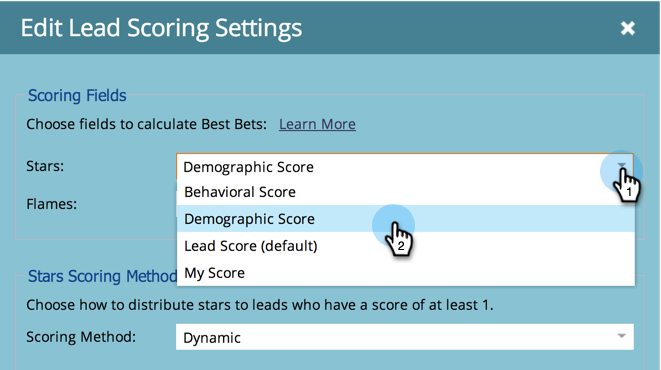 Edit Lead Scoring Settings
Scoring Fields
Choose fields to calculate Best Bets: Learn More
Stars: Demographic Score
1
Behavioral Score
Flames:
Demographic Score
2
Lead Score (default)
My Score
Stars Scoring Method
Choose how to distribute stars to leads who have a score of at least 1.
Scoring Method: Dynamic